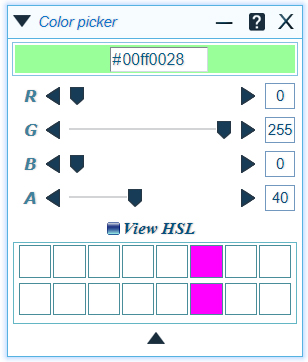 Color picker ?
#00ff0028
R 0
G 255
B 0
A 40
View HSL